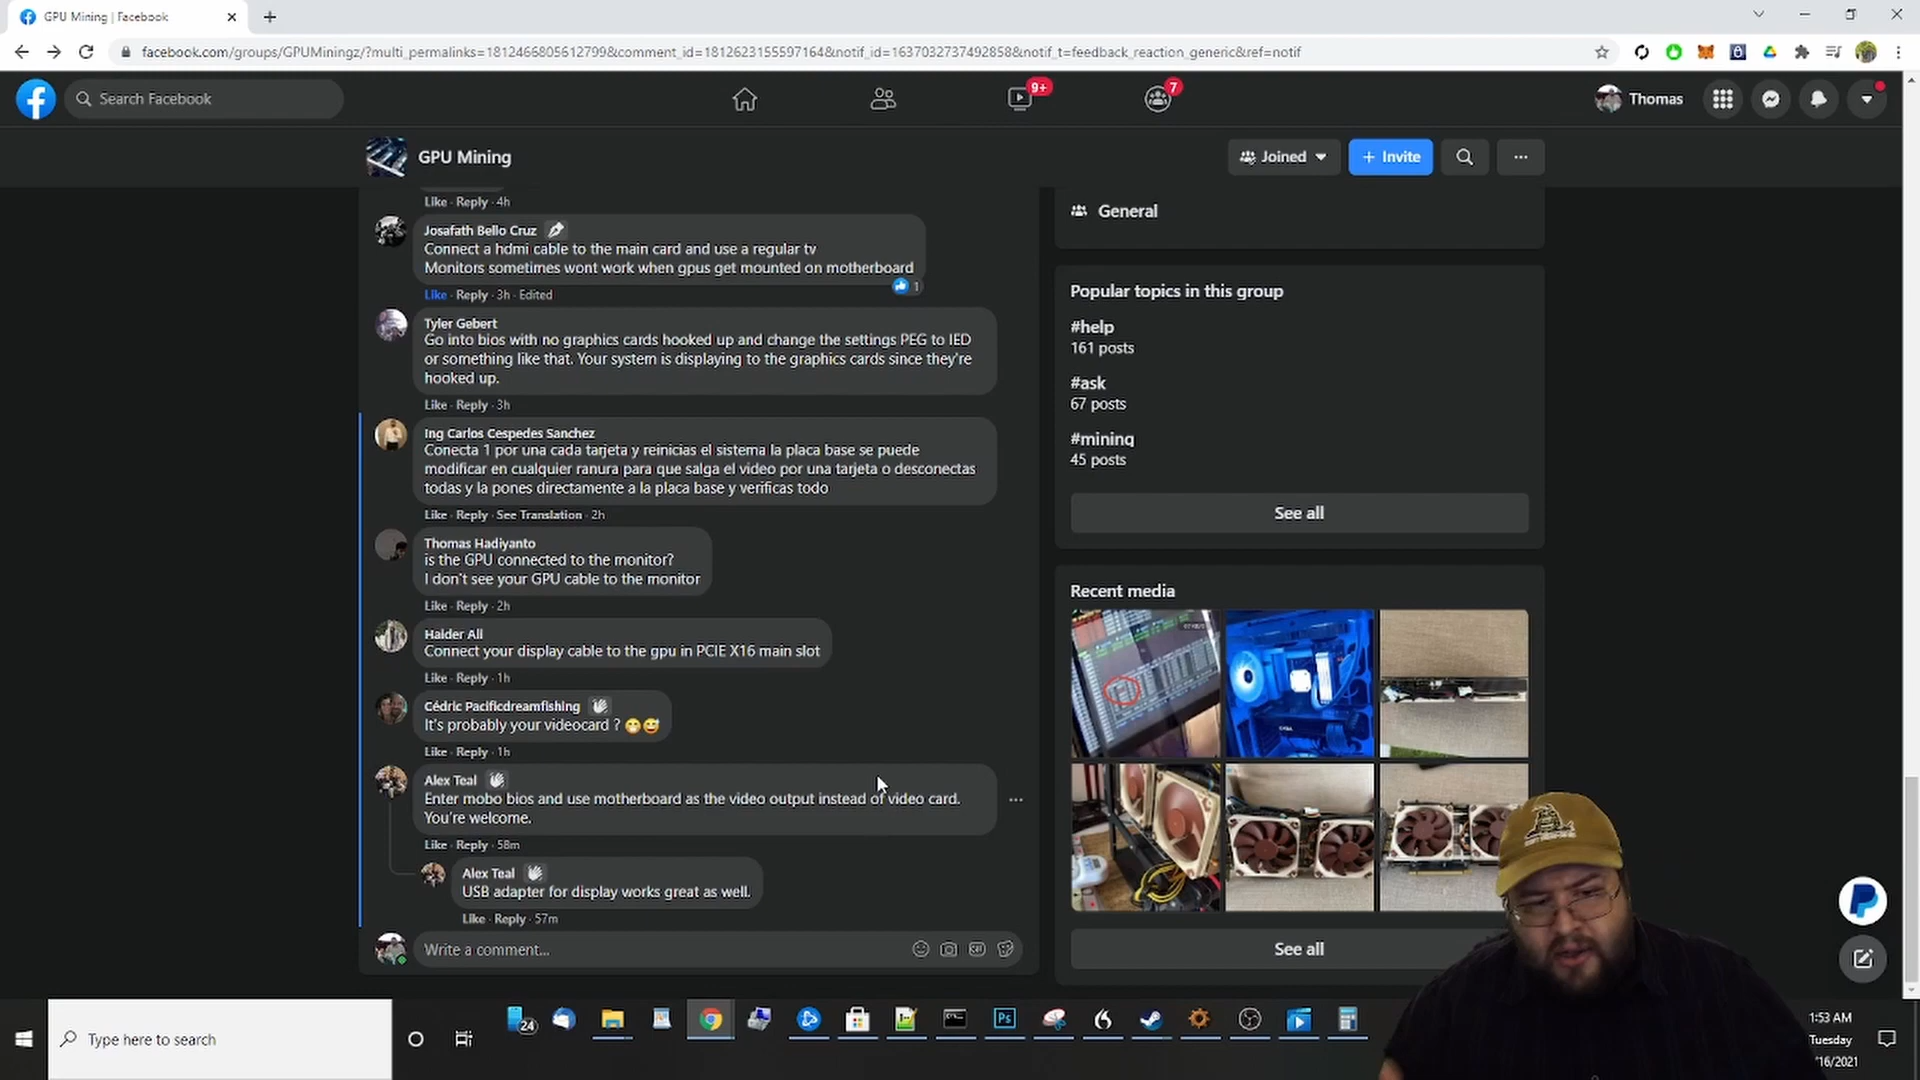 GPU Mining | Facebook
facebook.com/groups/GPUMiningz/?multi_permalinks=1812466805612799&comment_id=1812623155597164&notif_id=1637032737492858&notif_t=feedback_reaction_generic&ref=notif
Search Facebook
9+
7
Thomas
GPU Mining
Joined
+ Invite
Like · Reply · 4h
Josafath Bello Cruz
Connect a hdmi cable to the main card and use a regular tv
Monitors sometimes wont work when gpus get mounted on motherboard
1
Like · Reply · 3h · Edited
Tyler Gebert
Go into bios with no graphics cards hooked up and change the settings PEG to IED
or something like that. Your system is displaying to the graphics cards since they're
hooked up.
Like · Reply · 3h
Ing Carlos Cespedes Sanchez
Conecta 1 por una cada tarjeta y reinicias el sistema la placa base se puede
modificar en cualquier ranura para que salga el video por una tarjeta o desconectas
todas y la pones directamente a la placa base y verificas todo
Like · Reply · See Translation · 2h
Thomas Hadiyanto
is the GPU connected to the monitor?
I don't see your GPU cable to the monitor
Like · Reply · 2h
Haider Ali
Connect your display cable to the gpu in PCIE X16 main slot
Like · Reply · 1h
Cédric Pacificdreamfishing
It's probably your videocard ? 😁😅
Like · Reply · 1h
Alex Teal
Enter mobo bios and use motherboard as the video output instead of video card.
You're welcome.
Like · Reply · 58m
Alex Teal
USB adapter for display works great as well.
Like · Reply · 57m
Write a comment...
GIF
General
Popular topics in this group
#help
161 posts
#ask
67 posts
#mining
45 posts
See all
Recent media
See all
Type here to search
24
Ps
1:53 AM
Tuesday
/16/2021